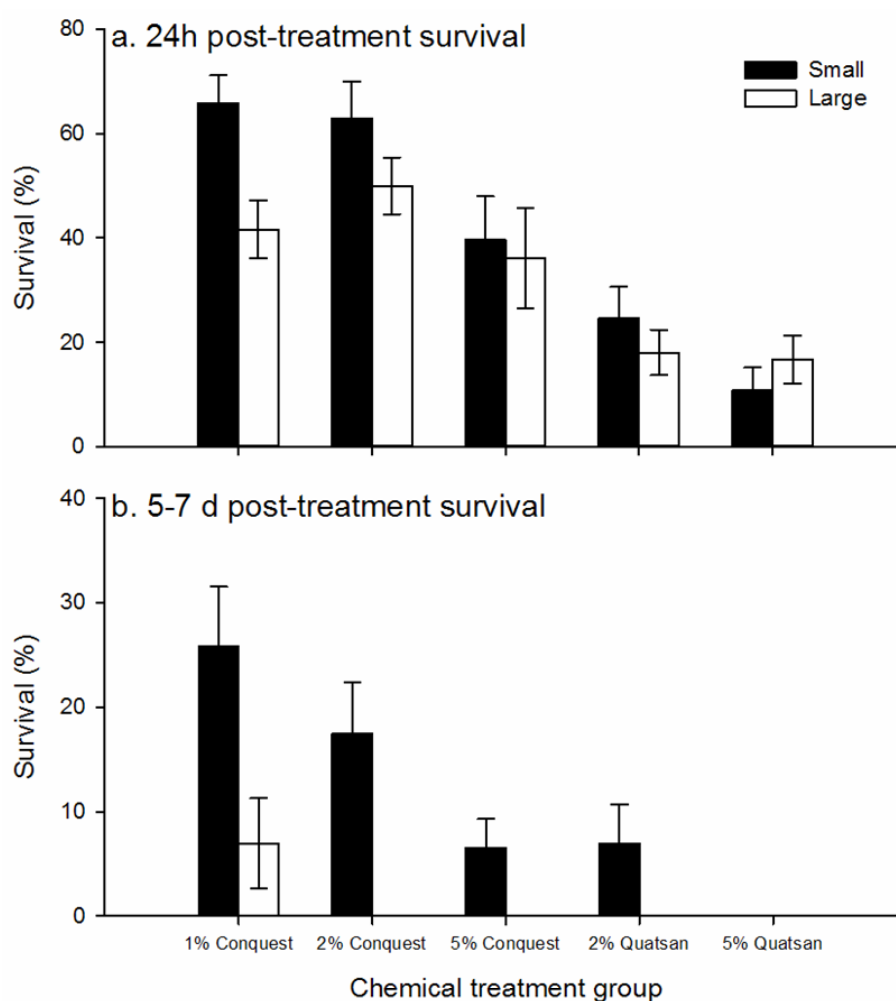 a. 24h post-treatment survival
Small
Large
80
60
40
20
0
Survival (%)
b. 5-7 d post-treatment survival
40
30
20
10
0
Survival (%)
1% Conquest 2% Conquest 5% Conquest 2% Quatsan 5% Quatsan
Chemical treatment group